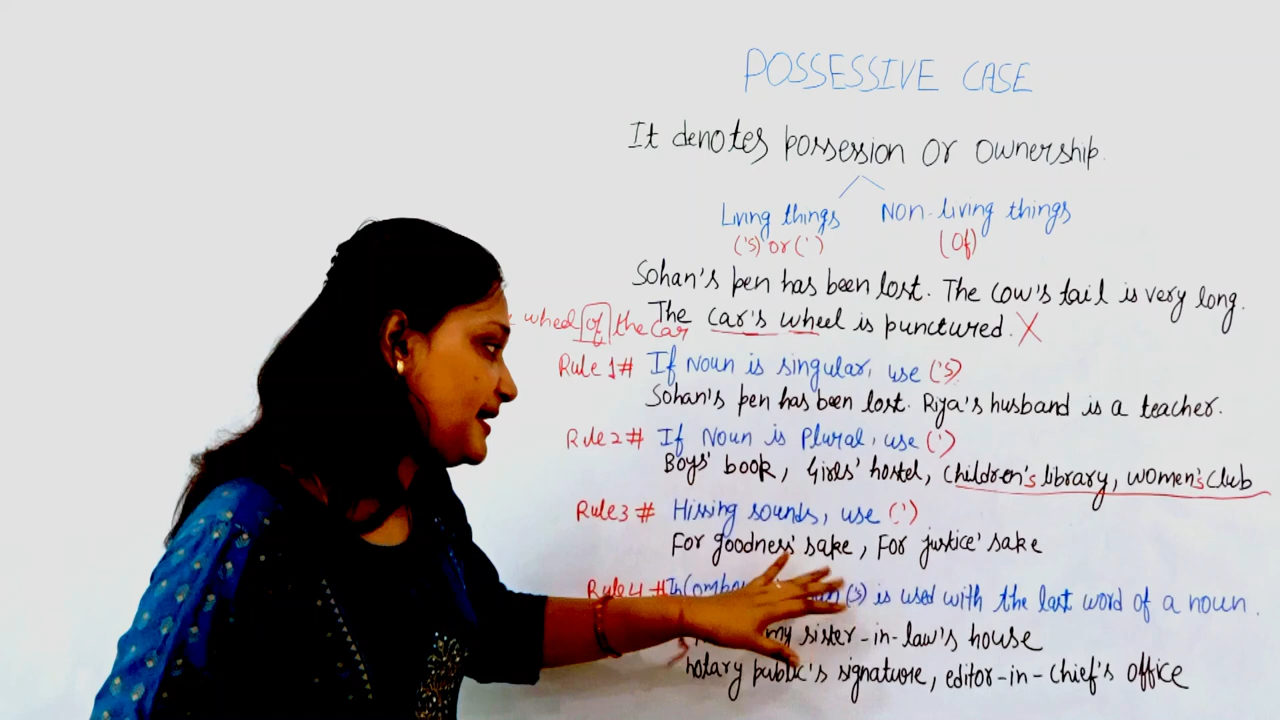 POSSESSIVE CASE
It denotes possession or ownership.
Living things Non-living things
('s) or (') (Of)
Sohan's pen has been lost. The cow's tail is very long.
wheel of the car
The car's wheel is punctured. X
Rule 1# If Noun is singular, use ('s).
Sohan's pen has been lost. Riya's husband is a teacher.
Rule 2# If Noun is Plural, use (')
Boys' book, Girls' hostel, Children's library, women's club
Rule3 # Hissing sounds, use (')
For goodness' sake, For justice' sake
Rule4 # In ('s) is used with the last word of a noun.
my sister-in-law's house
notary public's signature, editor-in-chief's office